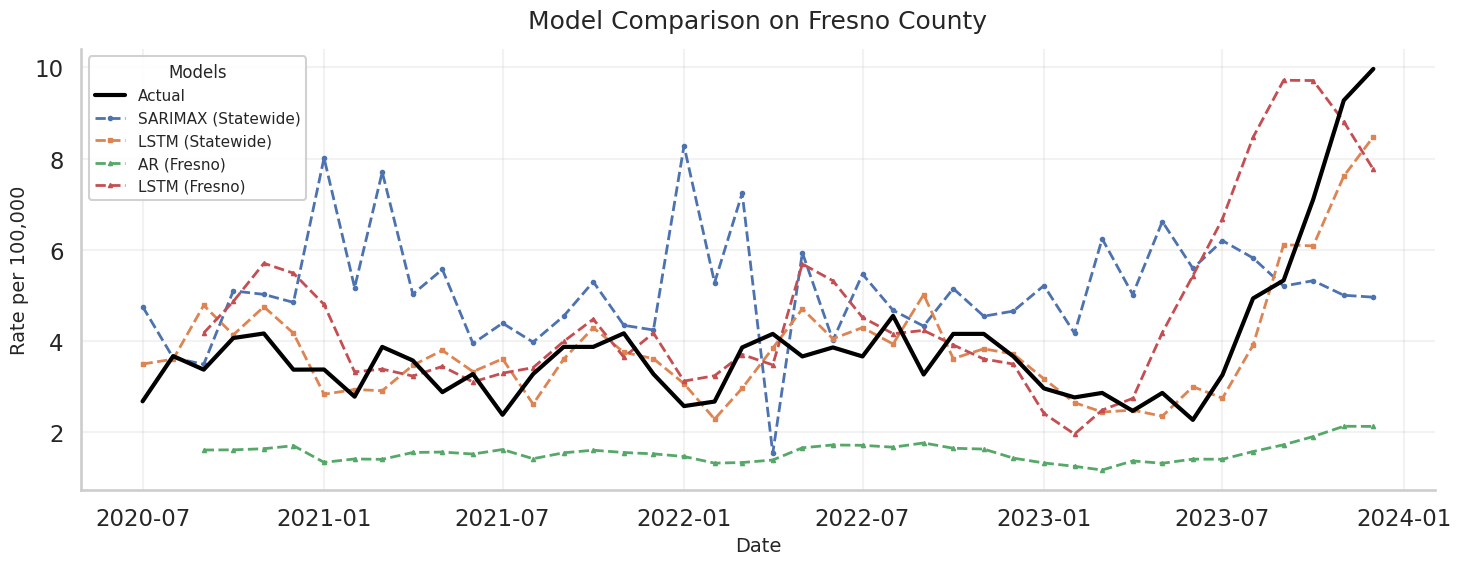 Model Comparison on Fresno County
Models
Actual
SARIMAX (Statewide)
LSTM (Statewide)
AR (Fresno)
LSTM (Fresno)
Rate per 100,000
10
8
6
4
2
2020-07 2021-01 2021-07 2022-01 2022-07 2023-01 2023-07 2024-01
Date